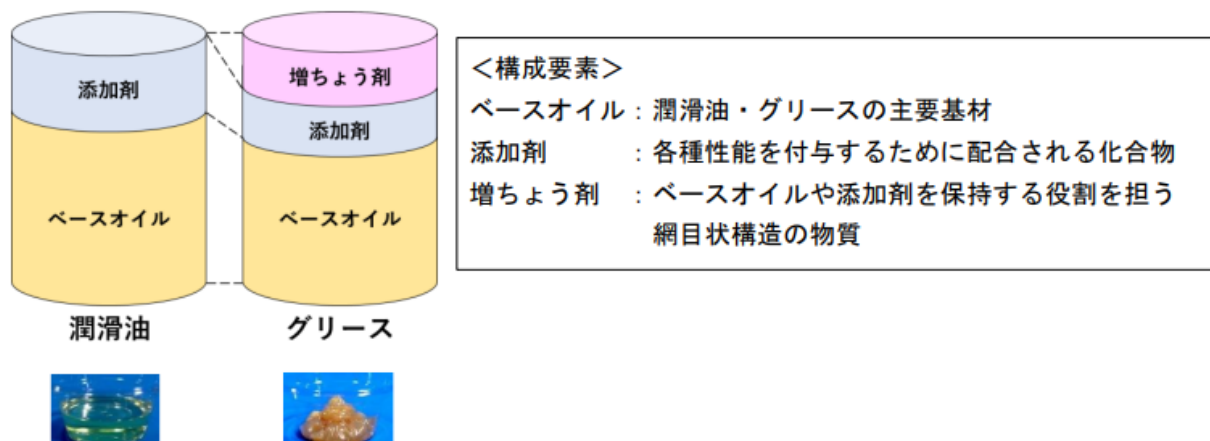 添加剤
ベースオイル
潤滑油
増ちょう剤
添加剤
ベースオイル
グリース
＜構成要素＞
ベースオイル：潤滑油・グリースの主要基材
添加剤　　　：各種性能を付与するために配合される化合物
増ちょう剤　：ベースオイルや添加剤を保持する役割を担う
網目状構造の物質